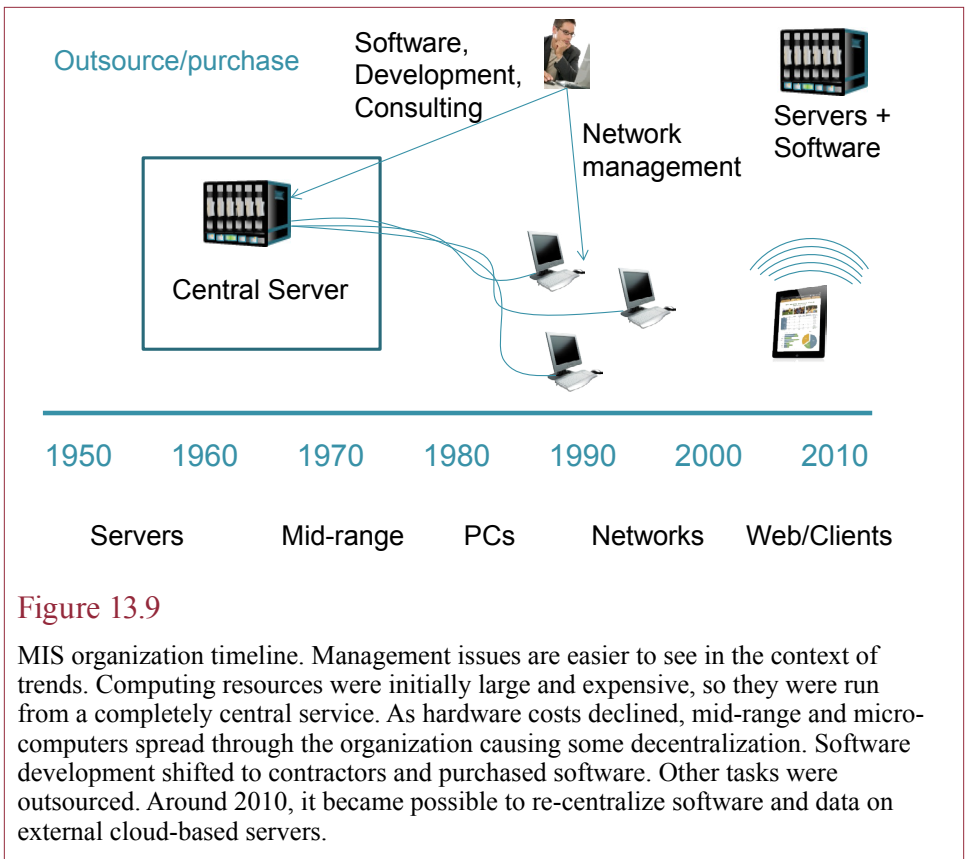 Outsource/purchase
Software,
Development,
Consulting
Network
management
Servers +
Software
Central Server
1950 1960 1970 1980 1990 2000 2010
Servers Mid-range PCs Networks Web/Clients
Figure 13.9
MIS organization timeline. Management issues are easier to see in the context of
trends. Computing resources were initially large and expensive, so they were run
from a completely central service. As hardware costs declined, mid-range and micro-
computers spread through the organization causing some decentralization. Software
development shifted to contractors and purchased software. Other tasks were
outsourced. Around 2010, it became possible to re-centralize software and data on
external cloud-based servers.